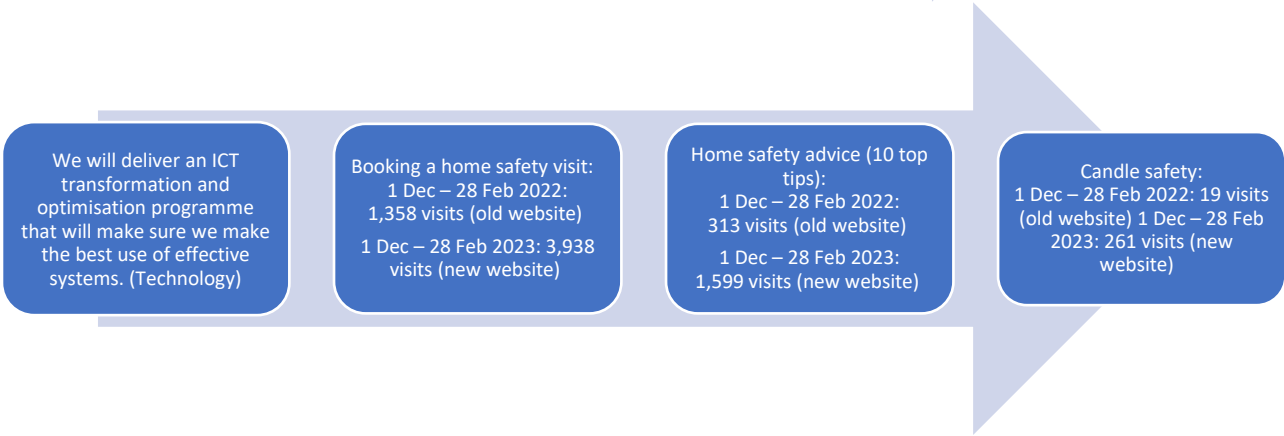 We will deliver an ICT
transformation and
optimisation programme
that will make sure we make
the best use of effective
systems. (Technology)
Booking a home safety visit:
1 Dec – 28 Feb 2022:
1,358 visits (old website)
1 Dec – 28 Feb 2023: 3,938
visits (new website)
Home safety advice (10 top
tips):
1 Dec – 28 Feb 2022:
313 visits (old website)
1 Dec – 28 Feb 2023:
1,599 visits (new website)
Candle safety:
1 Dec – 28 Feb 2022: 19 visits
(old website) 1 Dec – 28 Feb
2023: 261 visits (new
website)